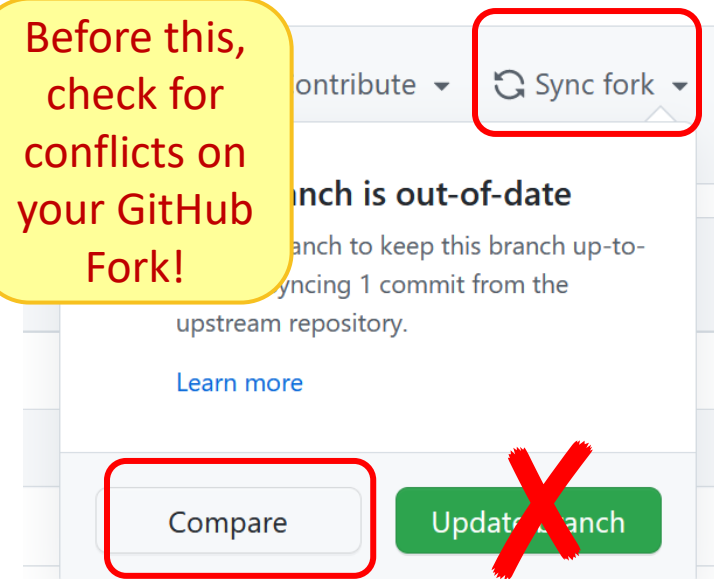 Before this,
check for
conflicts on
your GitHub
Fork!
ontribute
Sync fork
nch is out-of-date
anch to keep this branch up-to-
yncing 1 commit from the
upstream repository.
Learn more
Compare
Update branch